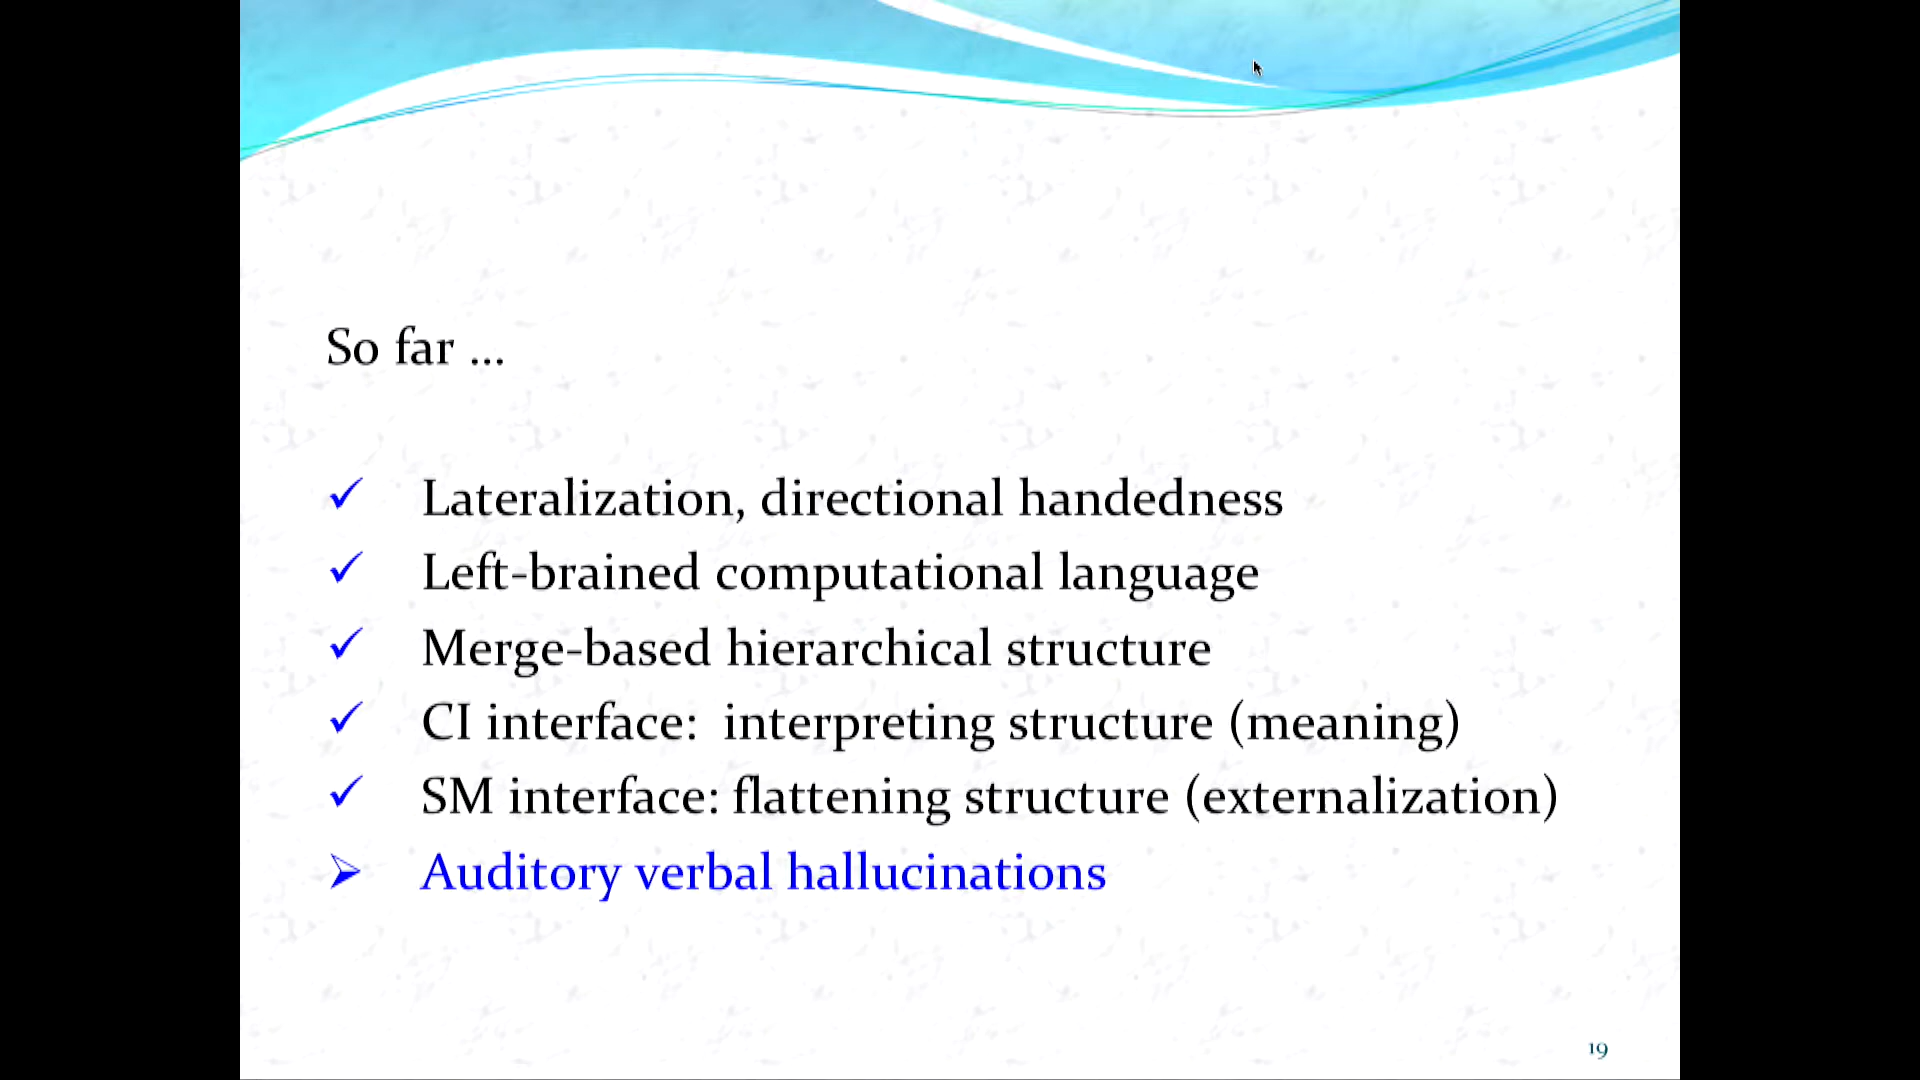 So far ...
✓ Lateralization, directional handedness
✓ Left-brained computational language
✓ Merge-based hierarchical structure
✓ CI interface:  interpreting structure (meaning)
✓ SM interface: flattening structure (externalization)
➢ Auditory verbal hallucinations
19